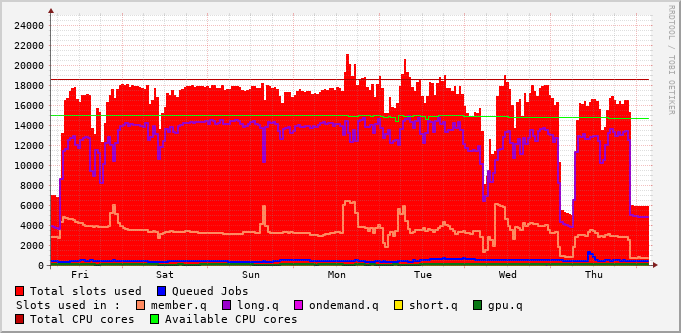 24000
22000
20000
18000
16000
14000
12000
10000
8000
6000
4000
2000
0
Fri Sat Sun Mon Tue Wed Thu
RRDTOOL / TOBI OETIKER
Total slots used Queued Jobs
Slots used in : member.q long.q ondemand.q short.q gpu.q
Total CPU cores Available CPU cores